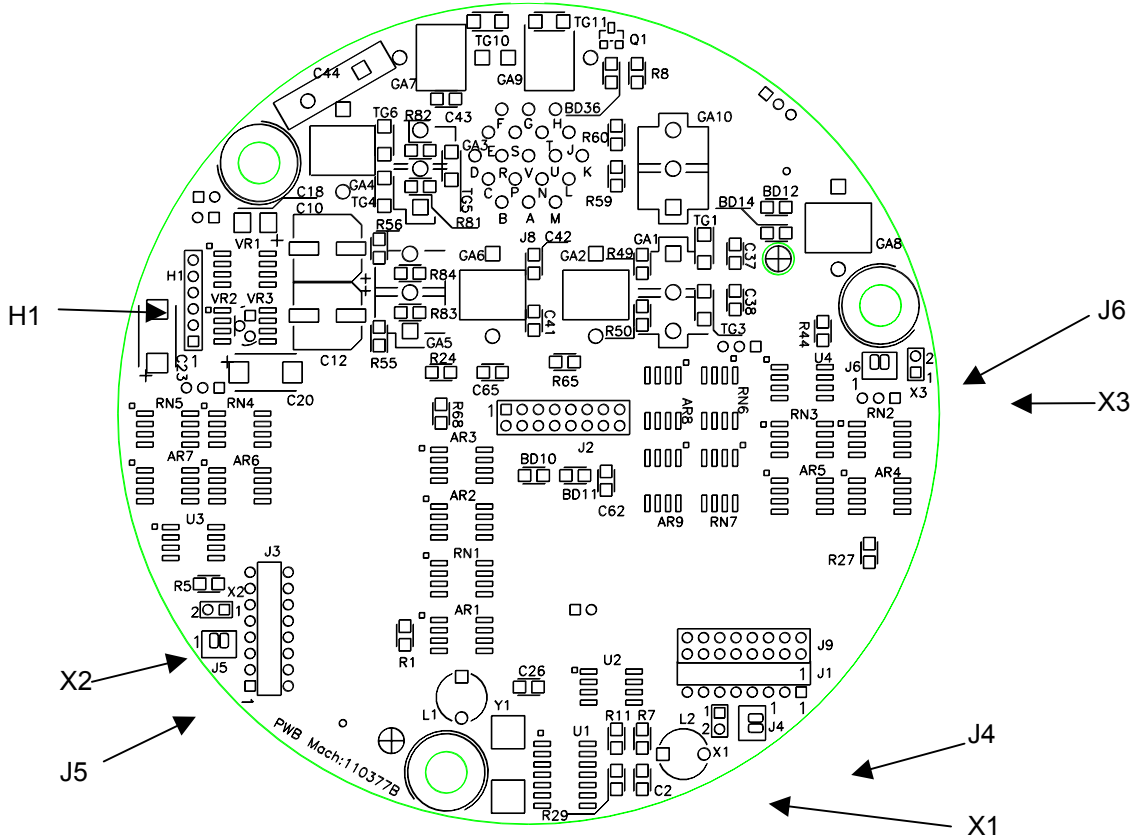 TG11
TG10
Q1
C44
GA7
GA9
R8
C43
BD36
TG6
R82
F
G
H
GA10
R60
GA3
E
S
T
J
D
R
V
U
K
GA4
TG4
TG5
C
P
N
L
R59
BD12
C18
C10
R81
B
A
M
BD14
VR1
R56
J8
C42
TG1
GA6
GA2
R49
GA1
C37
GA8
H1
R84
VR2
VR3
R83
C41
R50
C38
H1
J6
C12
R55
GA5
TG3
R44
U4
J6
2
1
C23
R24
C65
R65
1
1
X3
X3
C20
RN5
RN4
R68
1
AR8
RN6
RN3
RN2
AR3
J2
AR7
AR6
BD10
BD11
AR5
AR4
AR2
C62
AR9
RN7
U3
J3
RN1
R27
R5
X2
2
1
AR1
1
J5
R1
J9
X2
C26
U2
1
J1
1
1
L1
Y1
R11
R7
L2
1
2
J4
J4
PWB Mach:110377B
U1
X1
J5
C2
R29
X1